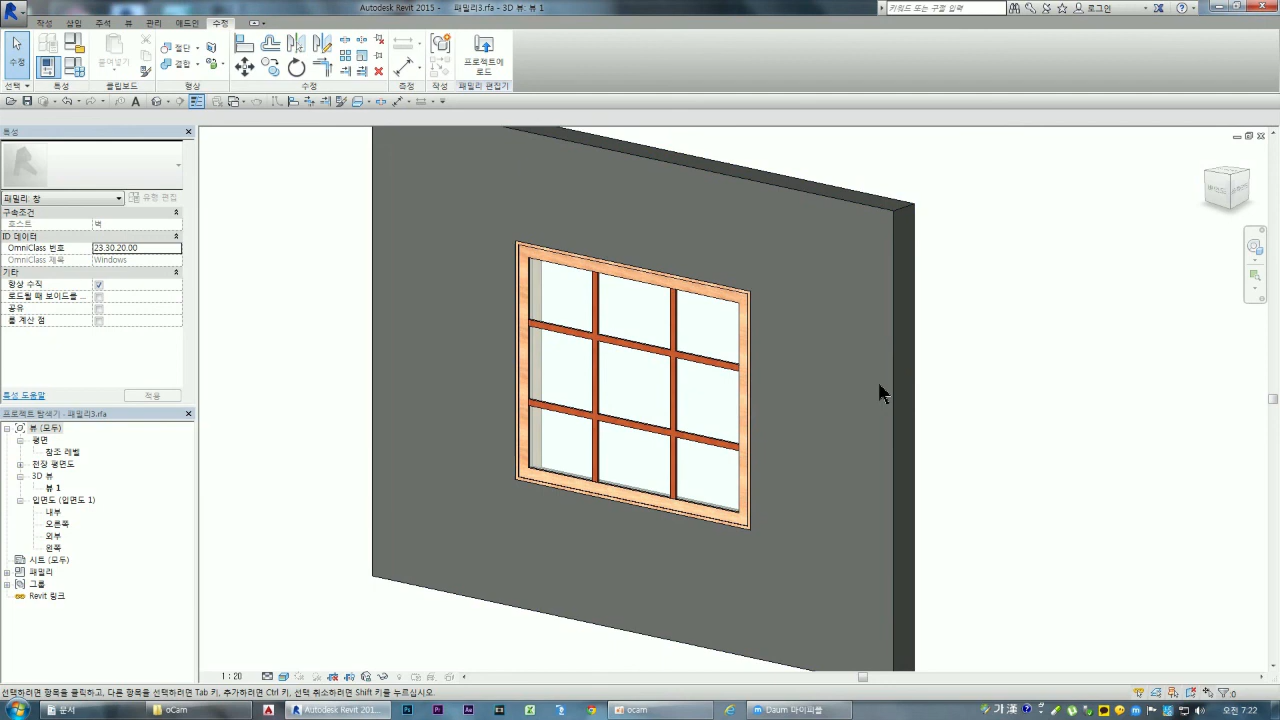 Autodesk Revit 2015 - 패밀리3.rfa - 3D 뷰: 뷰 1
키워드 또는 구절 입력
로그인
작성 삽입 주석 뷰 관리 애드인 수정
수정
붙여넣기
절단
결합
프로젝트에
로드
선택 특성 클립보드 형상 수정 측정 작성 패밀리 편집기
특성
패밀리: 창
유형 편집
구속조건
호스트 벽
ID 데이터
OmniClass 번호 23.30.20.00
OmniClass 제목 Windows
기타
항상 수직
로드될 때 보이드를 ...
공유
룸 계산 점
특성 도움말
적용
프로젝트 탐색기 - 패밀리3.rfa
뷰 (모두)
평면
참조 레벨
천장 평면도
3D 뷰
뷰 1
입면도 (입면도 1)
내부
오른쪽
외부
왼쪽
시트 (모두)
패밀리
그룹
Revit 링크
1 : 20
선택하려면 항목을 클릭하고, 다른 항목을 선택하려면 Tab 키, 추가하려면 Ctrl 키, 선택 취소하려면 Shift 키를 누르십시오.
:0
문서
oCam
Autodesk Revit 201...
ocam
Daum 마이피플
가 漢
오전 7:22